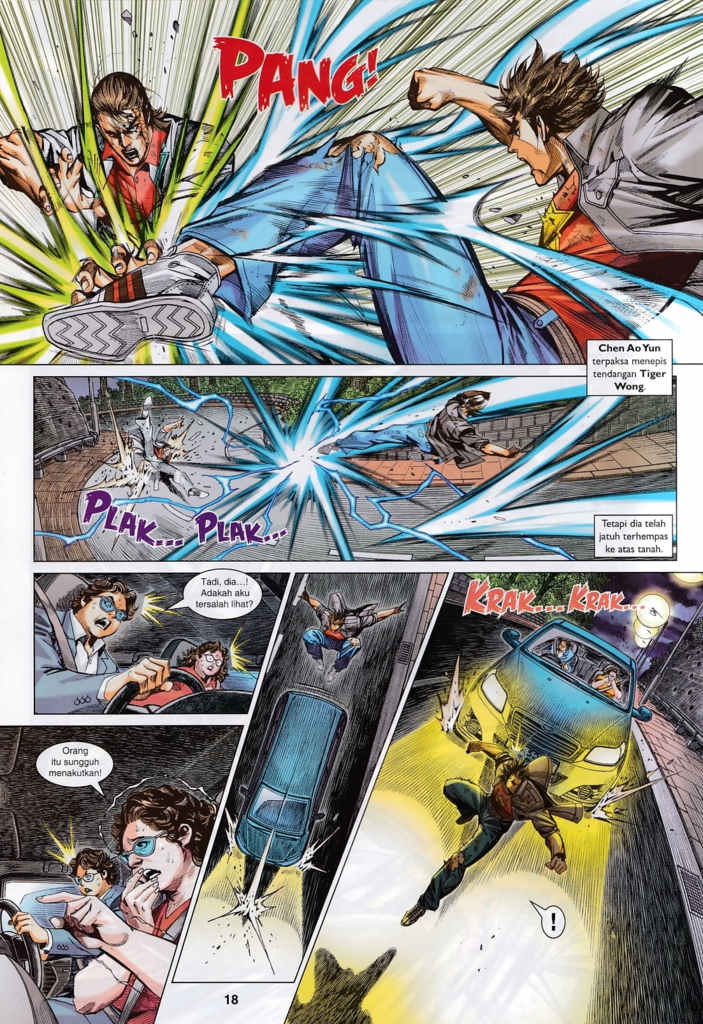 PANG!
Chen Ao Yun
terpaksa menepis
tendangan Tiger
Wong.
PLAK... PLAK...
Tetapi dia telah
jatuh terhempas
ke atas tanah.
Tadi, dia...!
Adakah aku
tersalah lihat?
KRAK... KRAK...
Orang
itu sungguh
menakutkan!
!
18